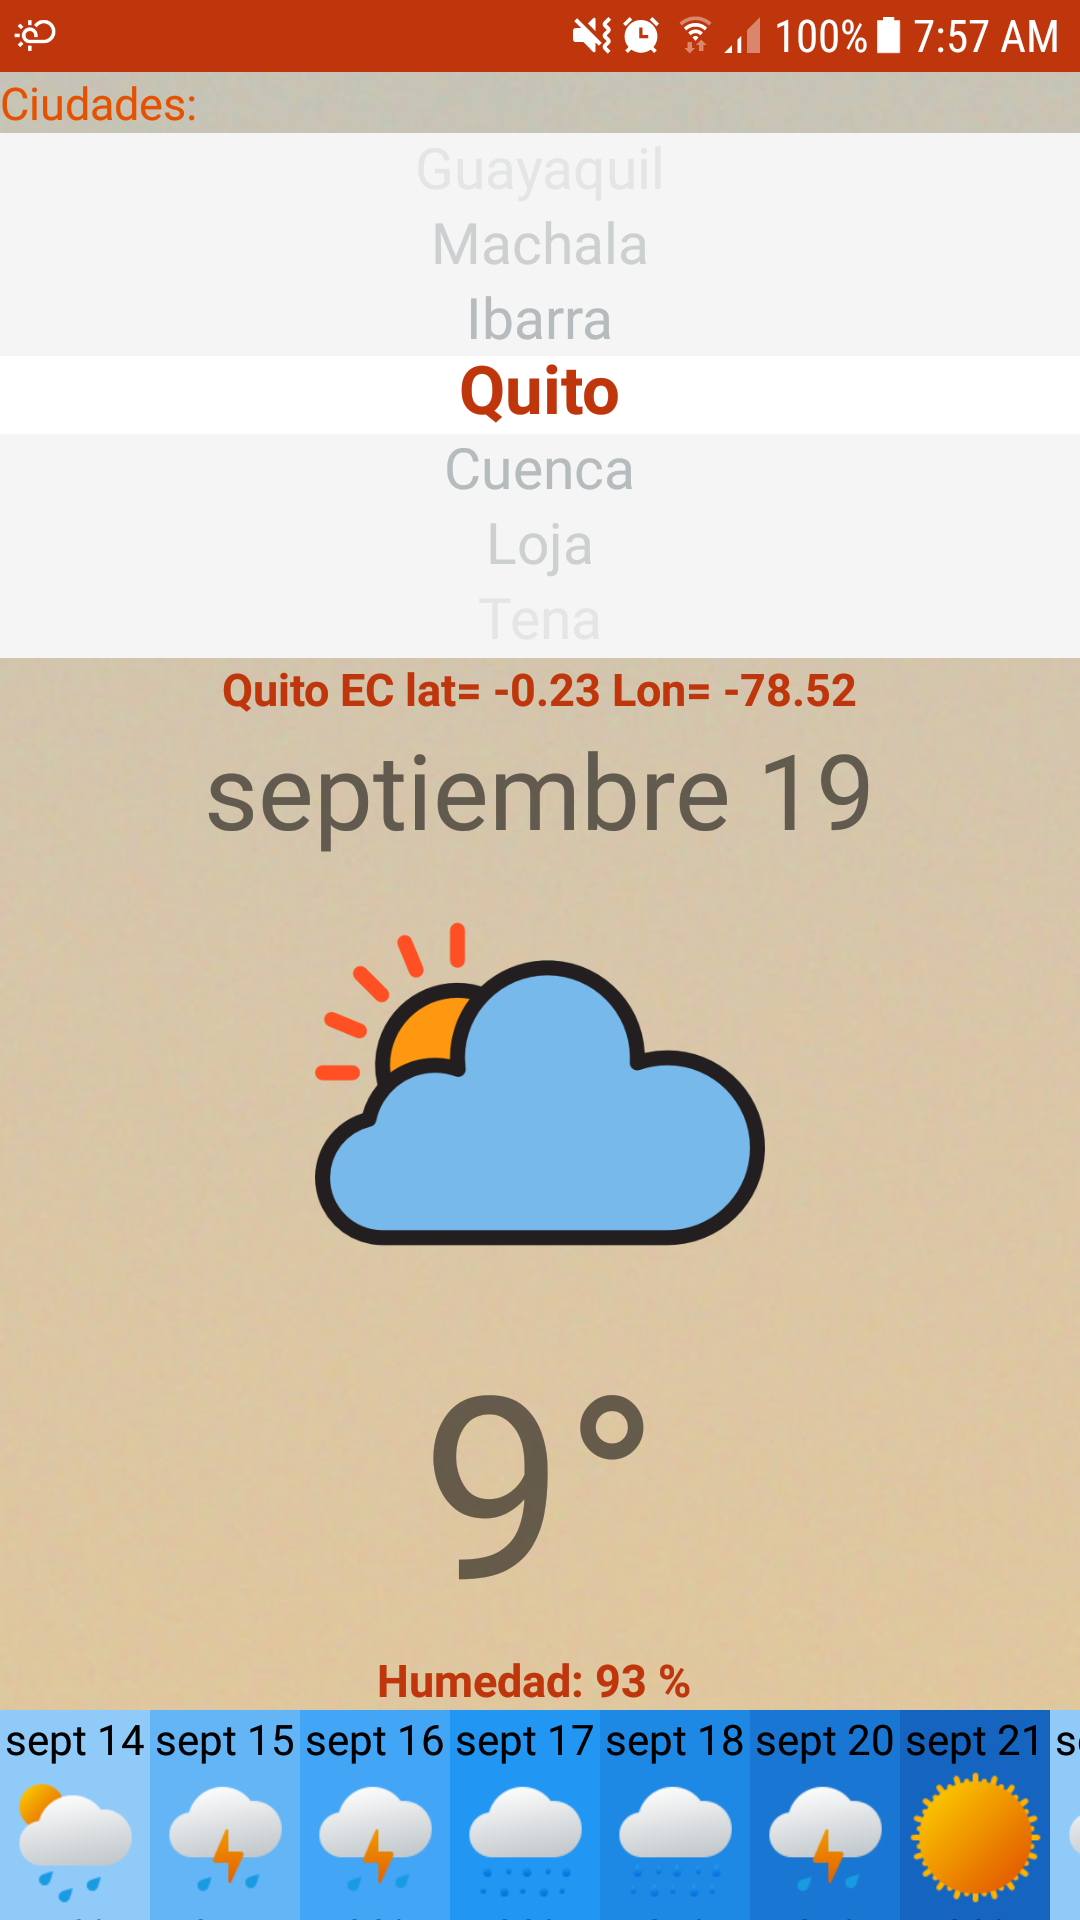 100% 7:57 AM
Ciudades:
Guayaquil
Machala
Ibarra
Quito
Cuenca
Loja
Tena
Quito EC lat= -0.23 Lon= -78.52
septiembre 19
9°
Humedad: 93 %
sept 14 sept 15 sept 16 sept 17 sept 18 sept 20 sept 21